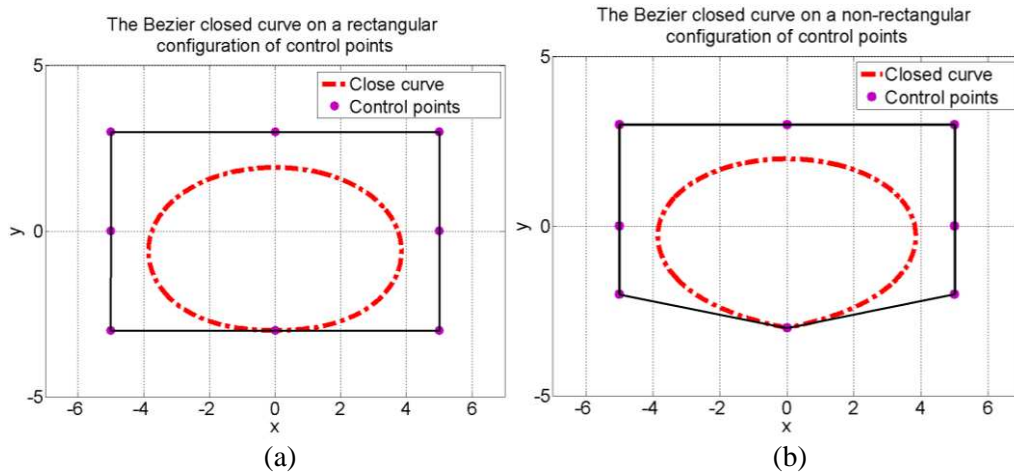 The Bezier closed curve on a rectangular
configuration of control points
5
Close curve
Control points
y
0
-5
-6 -4 -2 0 2 4 6
x
(a)
The Bezier closed curve on a non-rectangular
configuration of control points
5
Closed curve
Control points
y
0
-5
-6 -4 -2 0 2 4 6
x
(b)